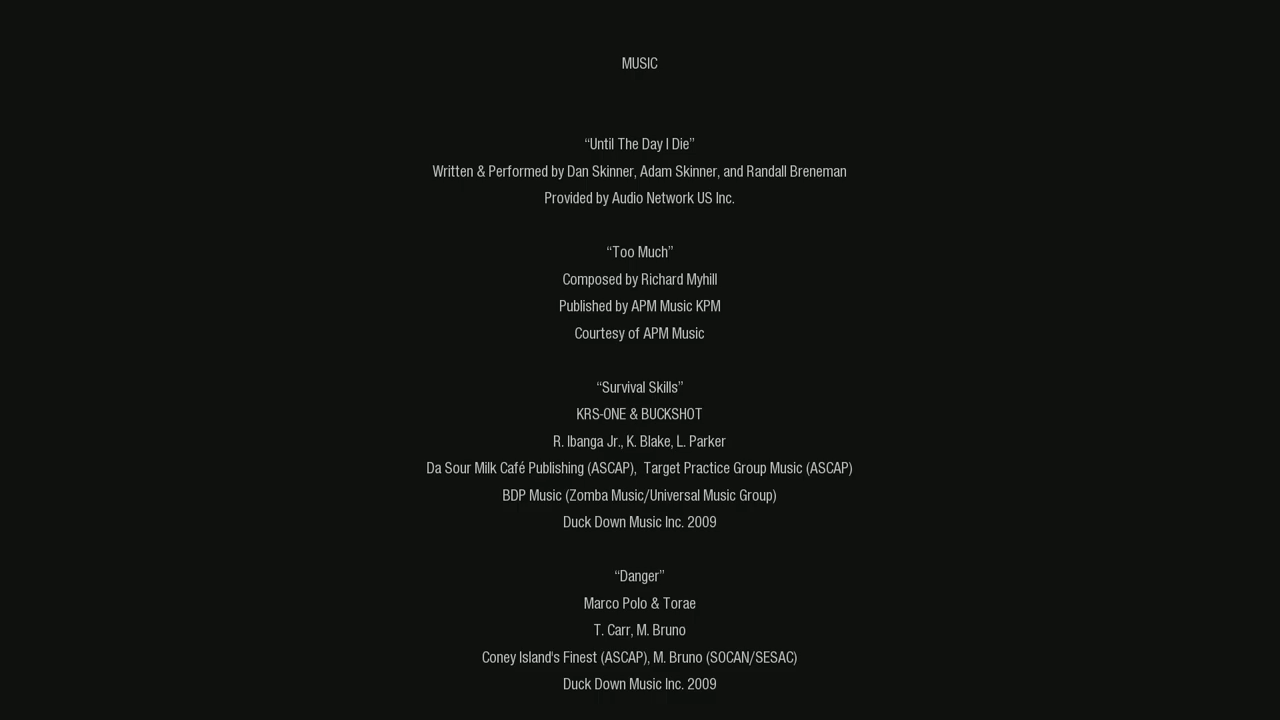 MUSIC
“Until The Day I Die”
Written & Performed by Dan Skinner, Adam Skinner, and Randall Breneman
Provided by Audio Network US Inc.
“Too Much”
Composed by Richard Myhill
Published by APM Music KPM
Courtesy of APM Music
“Survival Skills”
KRS-ONE & BUCKSHOT
R. Ibanga Jr., K. Blake, L. Parker
Da Sour Milk Café Publishing (ASCAP),  Target Practice Group Music (ASCAP)
BDP Music (Zomba Music/Universal Music Group)
Duck Down Music Inc. 2009
“Danger”
Marco Polo & Torae
T. Carr, M. Bruno
Coney Island's Finest (ASCAP), M. Bruno (SOCAN/SESAC)
Duck Down Music Inc. 2009